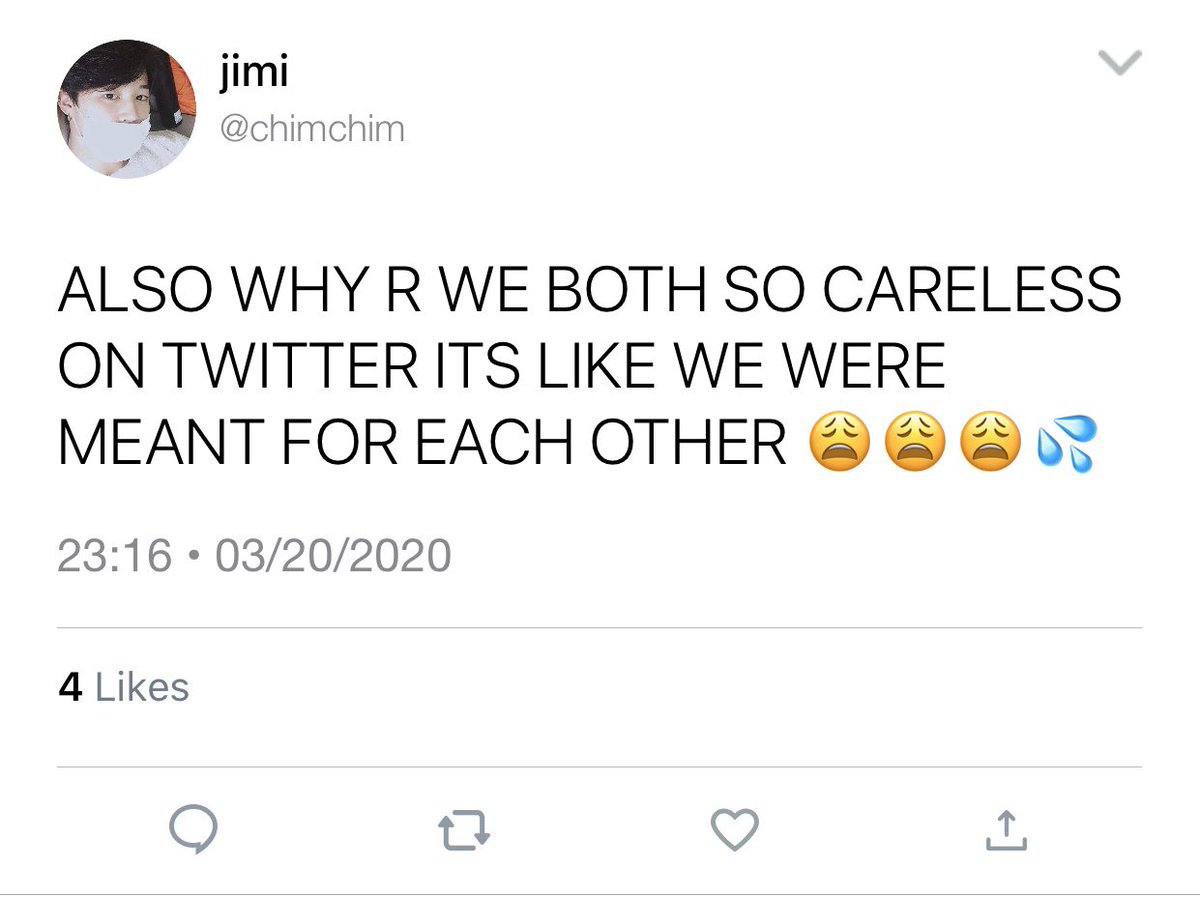 jimi
@chimchim
ALSO WHY R WE BOTH SO CARELESS
ON TWITTER ITS LIKE WE WERE
MEANT FOR EACH OTHER 😩😩😩💦
23:16 • 03/20/2020
4 Likes